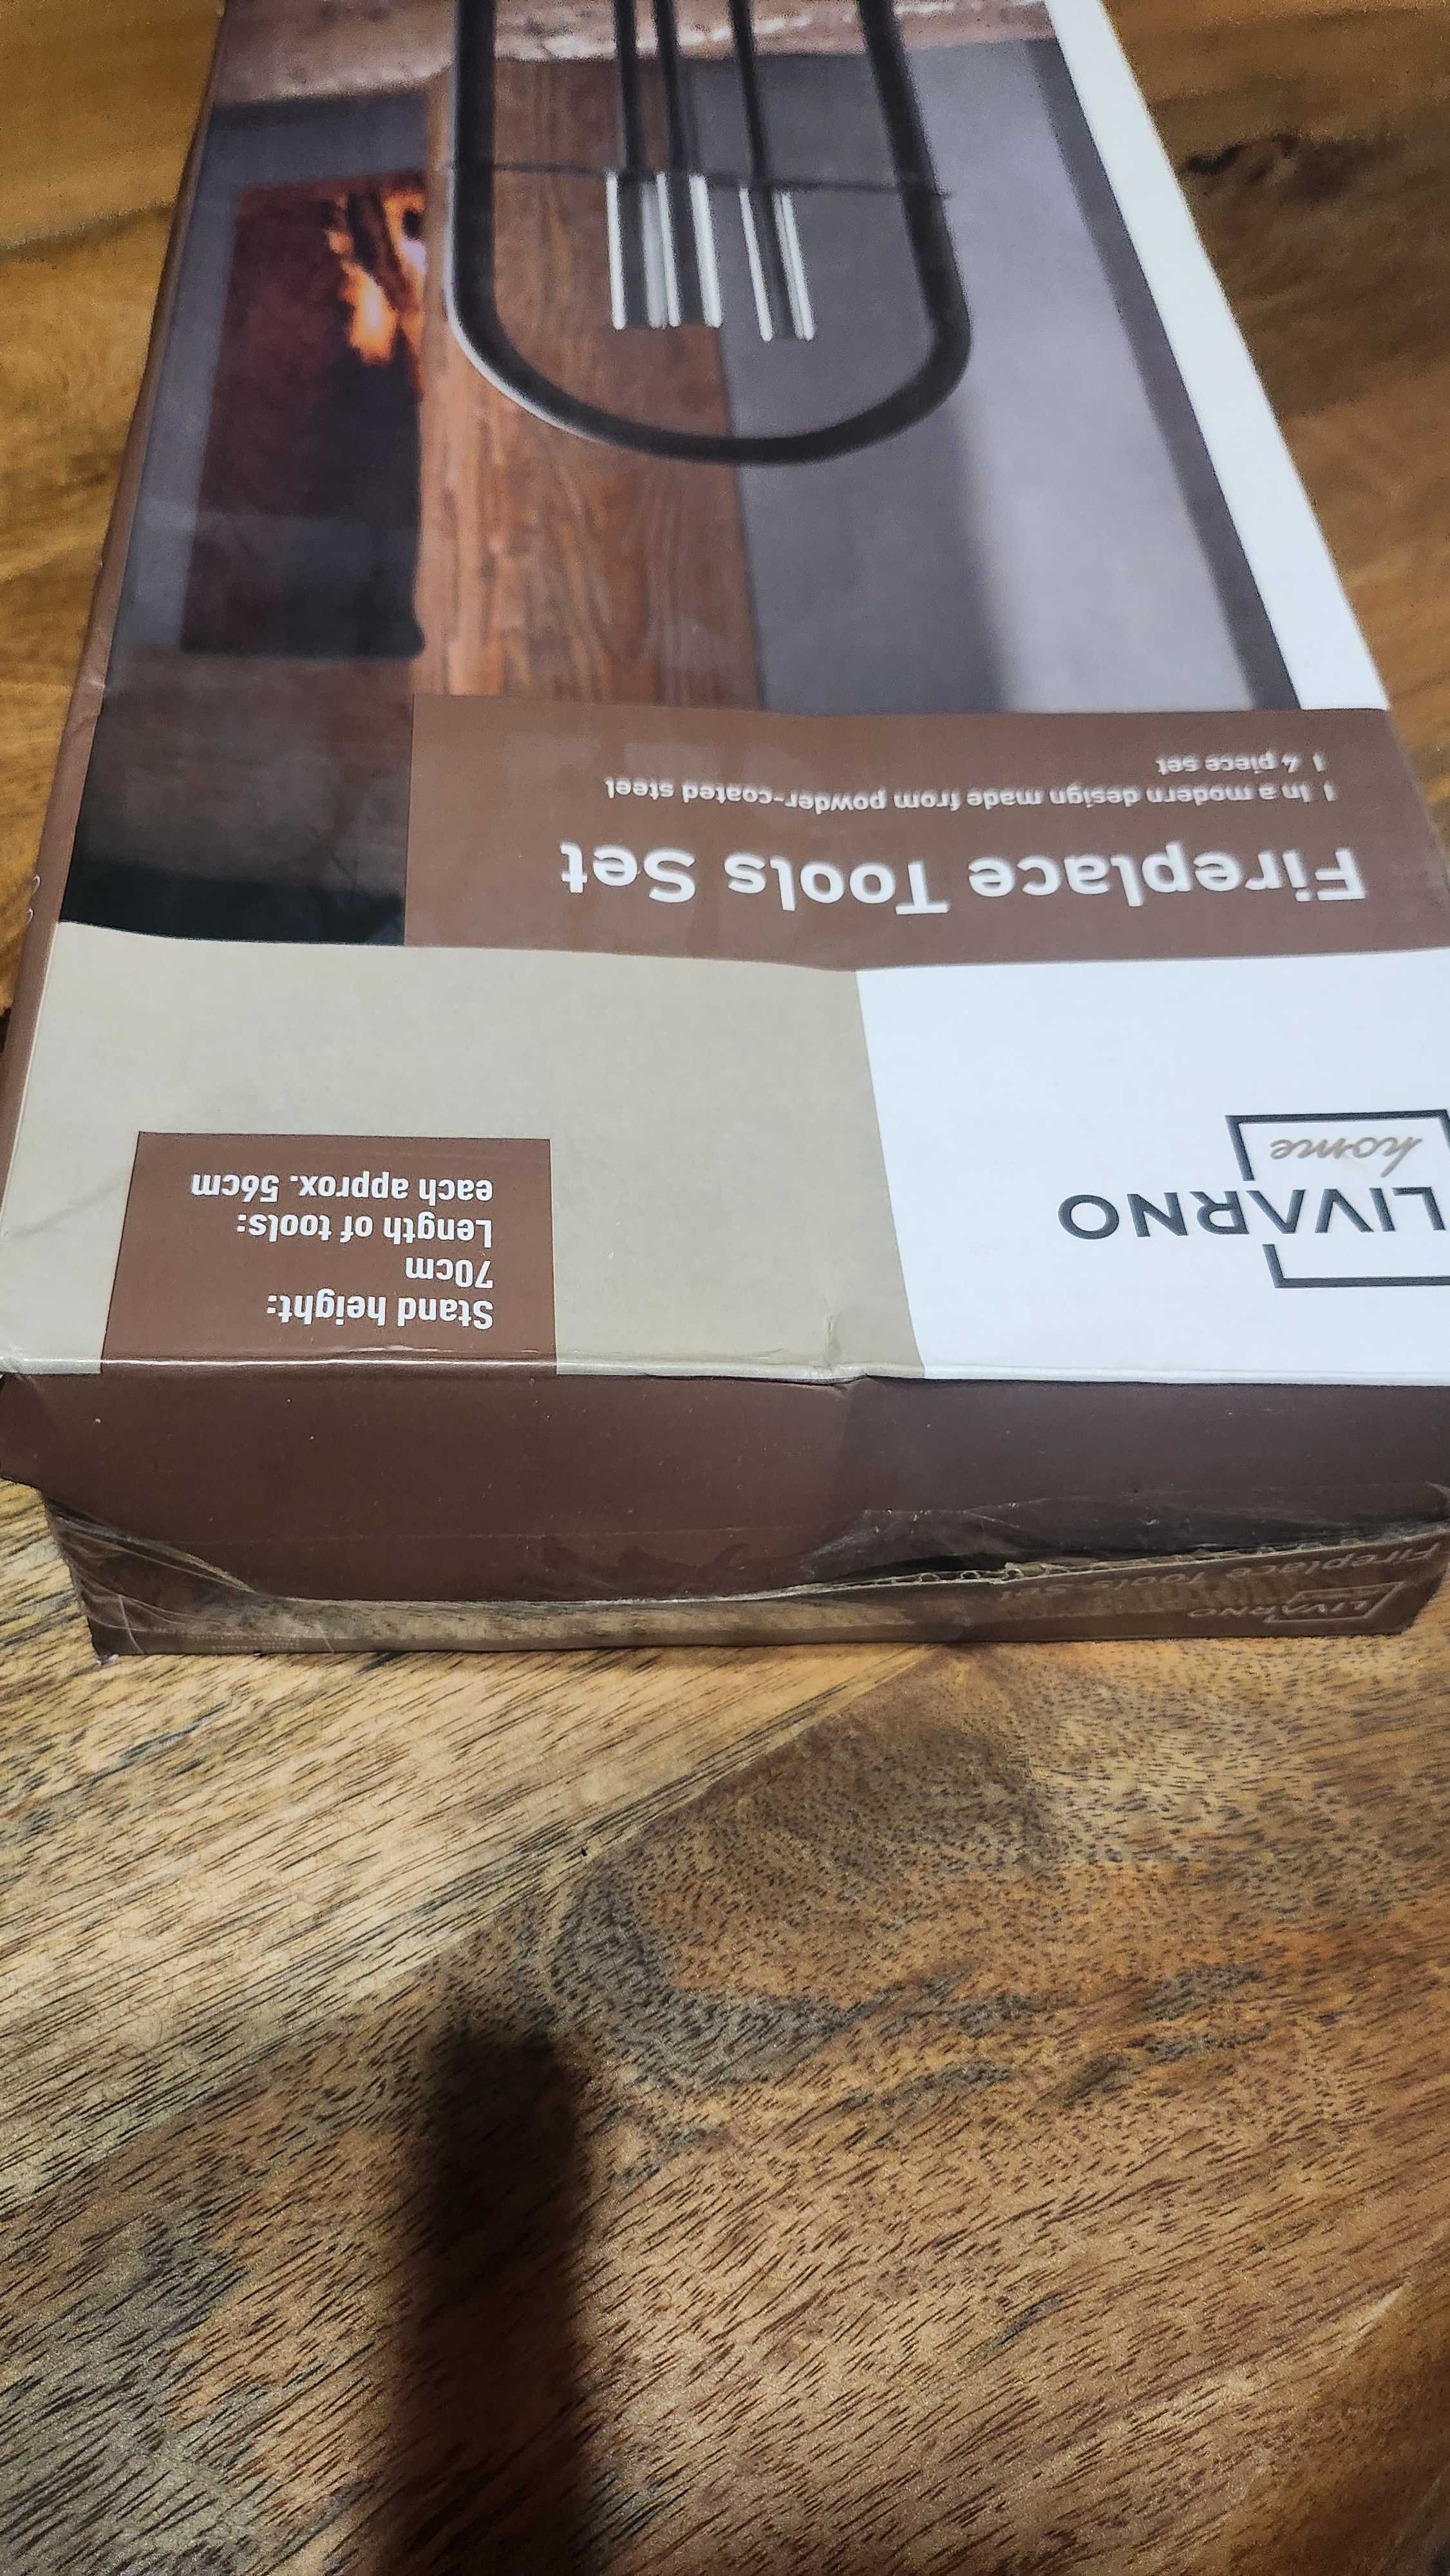 LIVARNO
home
Fireplace Tools Set
In a modern design made from powder-coated steel
4 piece set
Stand height:
70cm
Length of tools:
each approx. 56cm
LIVARNO
Fireplace Tools Set